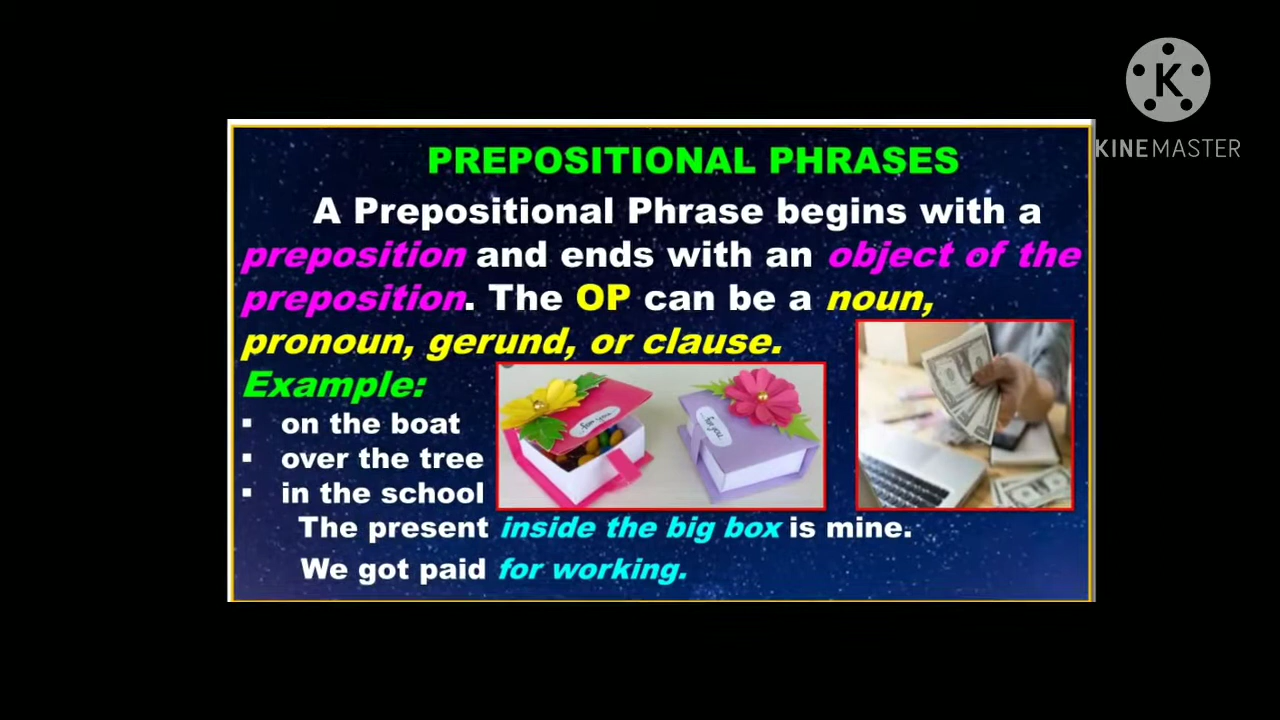 K
KINEMASTER
PREPOSITIONAL PHRASES
A Prepositional Phrase begins with a
preposition and ends with an object of the
preposition. The OP can be a noun,
pronoun, gerund, or clause.
Example:
▪ on the boat
▪ over the tree
▪ in the school
for you
The present inside the big box is mine.
We got paid for working.